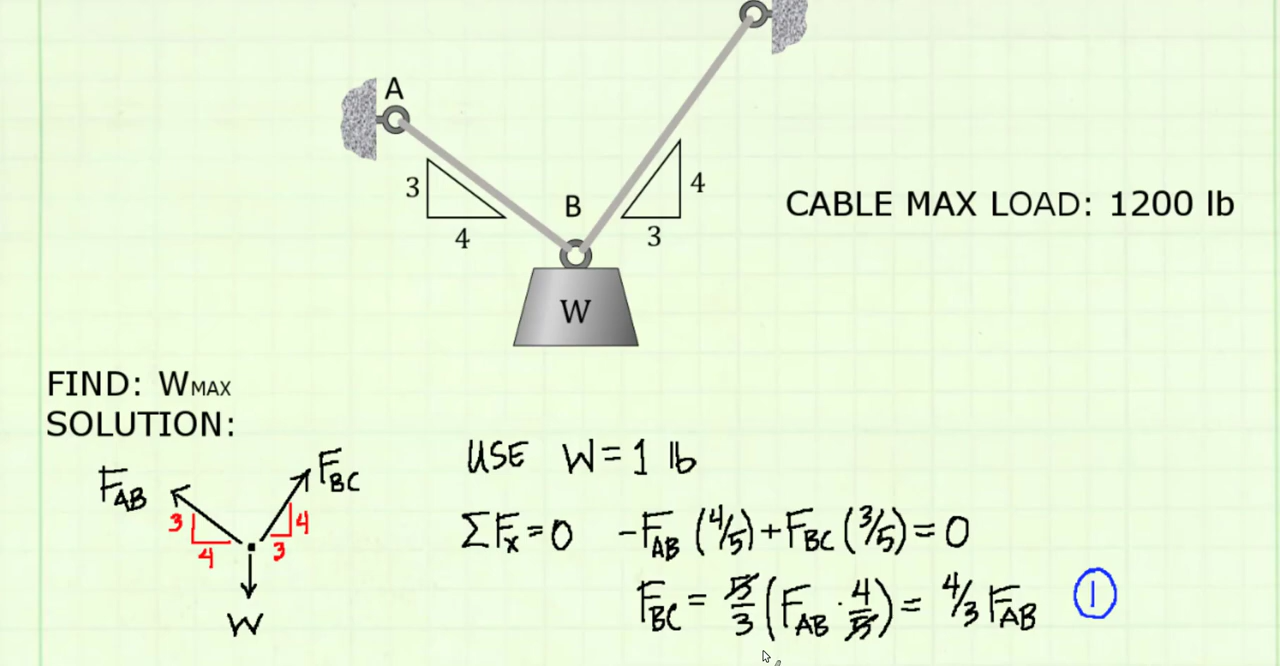 A
3
4
B
4
3
CABLE MAX LOAD: 1200 lb
W
FIND: WMAX
SOLUTION:
FAB
FBC
3
4
4
3
W
USE W=1 lb
ΣFx=0 -FAB (4/5)+FBC (3/5)=0
FBC = 5/3 (FAB · 4/5) = 4/3 FAB ①